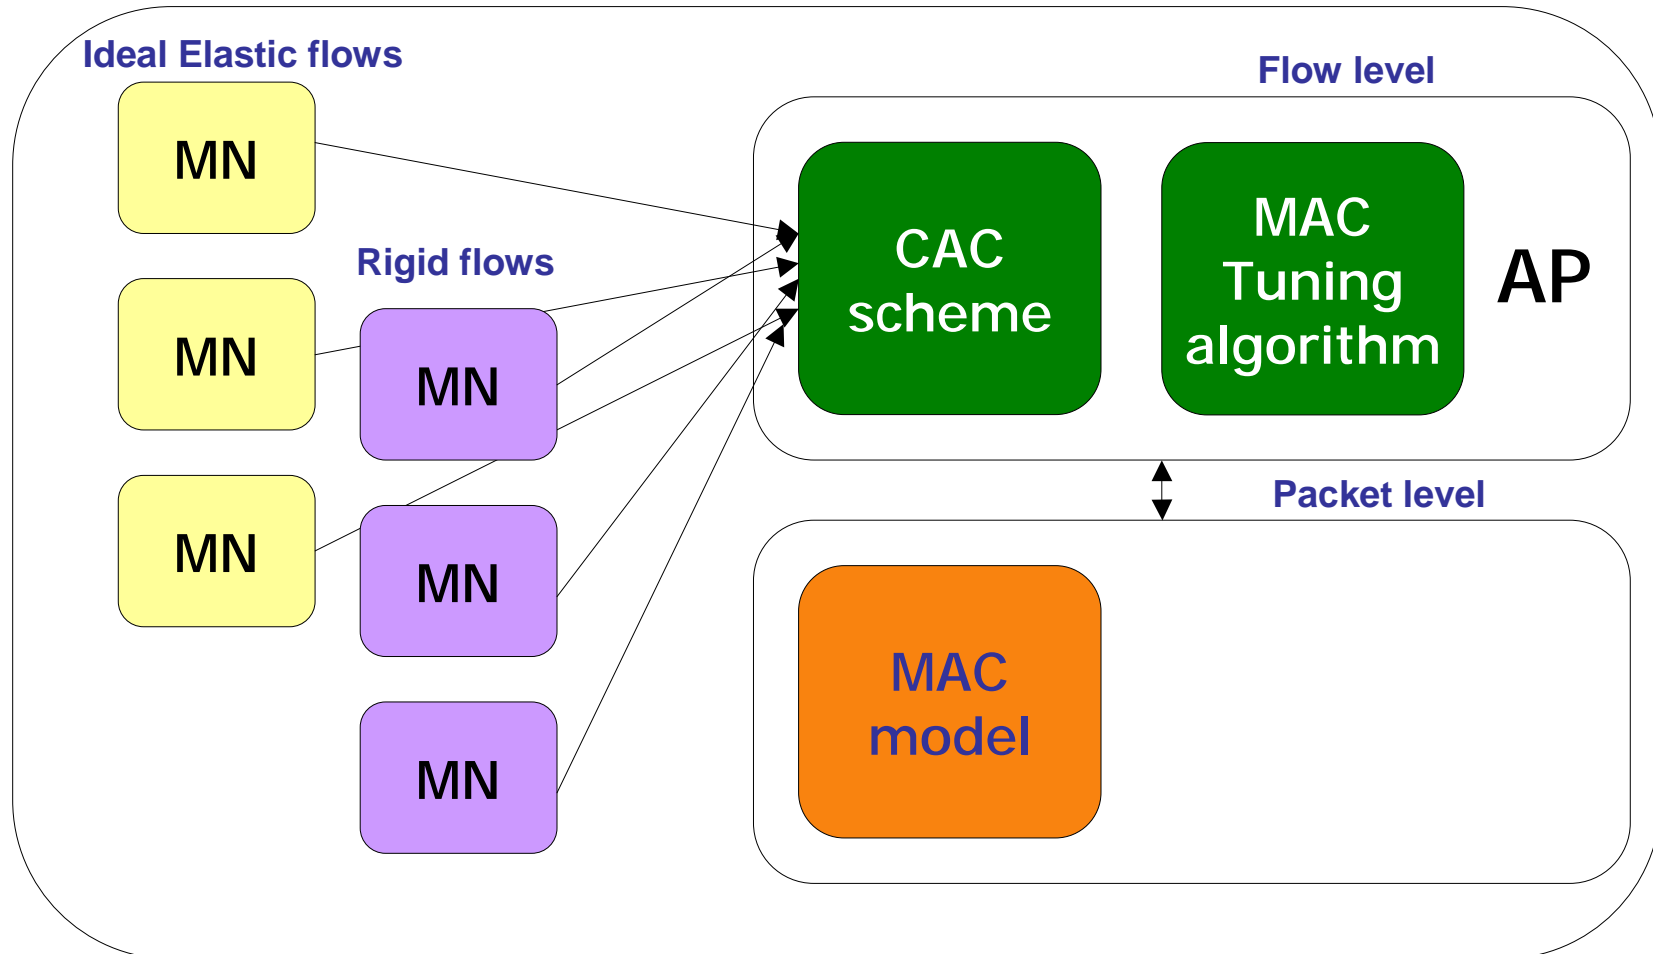 Ideal Elastic flows
MN
MN
MN
Rigid flows
MN
MN
MN
Flow level
CAC
scheme
MAC
Tuning
algorithm
AP
Packet level
MAC
model